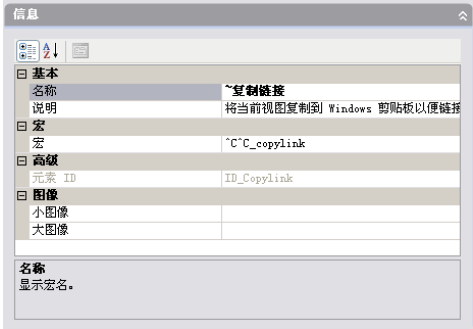 信息
基本
名称 ~复制链接
说明 将当前视图复制到 Windows 剪贴板以便链接
宏
宏 ^C^C_copylink
高级
元素 ID ID_Copylink
图像
小图像
大图像
名称
显示宏名。